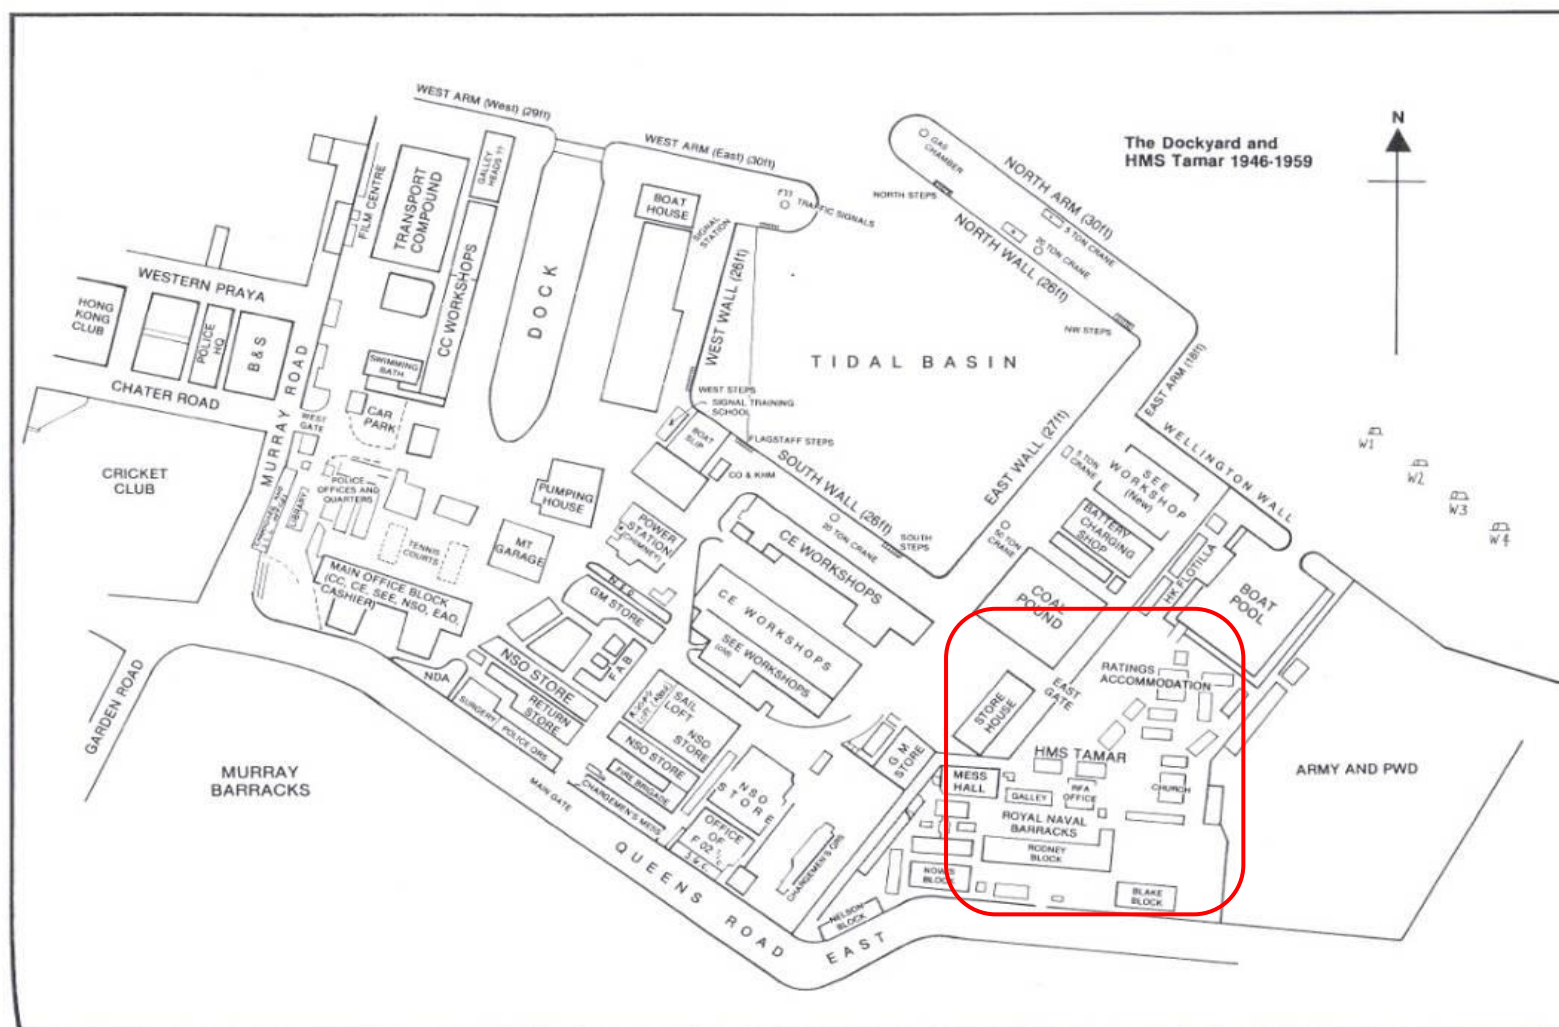 The Dockyard and
HMS Tamar 1946-1959
N
WEST ARM (West) (29ft)
WEST ARM (East) (30ft)
GAS
CHAMBER
NORTH ARM (30ft)
NORTH STEPS
5 TON CRANE
20 TON CRANE
NORTH WALL (26ft)
NW STEPS
EAST ARM (18ft)
WELLINGTON WALL
TRAFFIC SIGNALS
BOAT
HOUSE
SIGNAL
STATION
GALLEY
HEADS ??
FILM CENTRE
TRANSPORT
COMPOUND
CC WORKSHOPS
DOCK
WEST WALL (26ft)
TIDAL BASIN
WESTERN PRAYA
HONG
KONG
CLUB
POLICE
HQ
B & S
MURRAY ROAD
CHATER ROAD
SWIMMING
BATH
CAR
PARK
WEST
GATE
WEST STEPS
SIGNAL TRAINING
SCHOOL
BOAT
SLIP
FLAGSTAFF STEPS
CO & KHM
SOUTH WALL (26ft)
20 TON CRANE
SOUTH
STEPS
EAST WALL (27ft)
5 TON
CRANE
50 TON
CRANE
SEE
WORKSHOP
(New)
BATTERY
CHARGING
SHOP
HK FLOTILLA
BOAT
POOL
COAL
POUND
W1
W2
W3
W4
CRICKET
CLUB
LIBRARY
POLICE
OFFICES AND
QUARTERS
TENNIS
COURTS
MT
GARAGE
PUMPING
HOUSE
POWER
STATION
(CHIMNEY)
MAIN OFFICE BLOCK
(CC, CE, SEE, NSO, EAO,
CASHIER)
GM STORE
CE WORKSHOPS
CE WORKSHOPS
SEE WORKSHOPS
(Old)
NSO STORE
RETURN
STORE
FAB
NDA
SURGERY
POLICE QRS
SAIL
LOFT
NSO
STORE
NSO STORE
FIRE BRIGADE
CHARGEMEN'S MESS
MAIN GATE
NSO
STORE
OFFICE
OF
F 02
CHARGEMEN'S QRS
GM
STORE
STORE
HOUSE
EAST
GATE
RATINGS
ACCOMMODATION
HMS TAMAR
MESS
HALL
GALLEY
RFA
OFFICE
CHURCH
ROYAL NAVAL
BARRACKS
RODNEY
BLOCK
BLOCK
BLAKE
BLOCK
NELSON
BLOCK
ARMY AND PWD
GARDEN ROAD
MURRAY
BARRACKS
QUEENS ROAD EAST